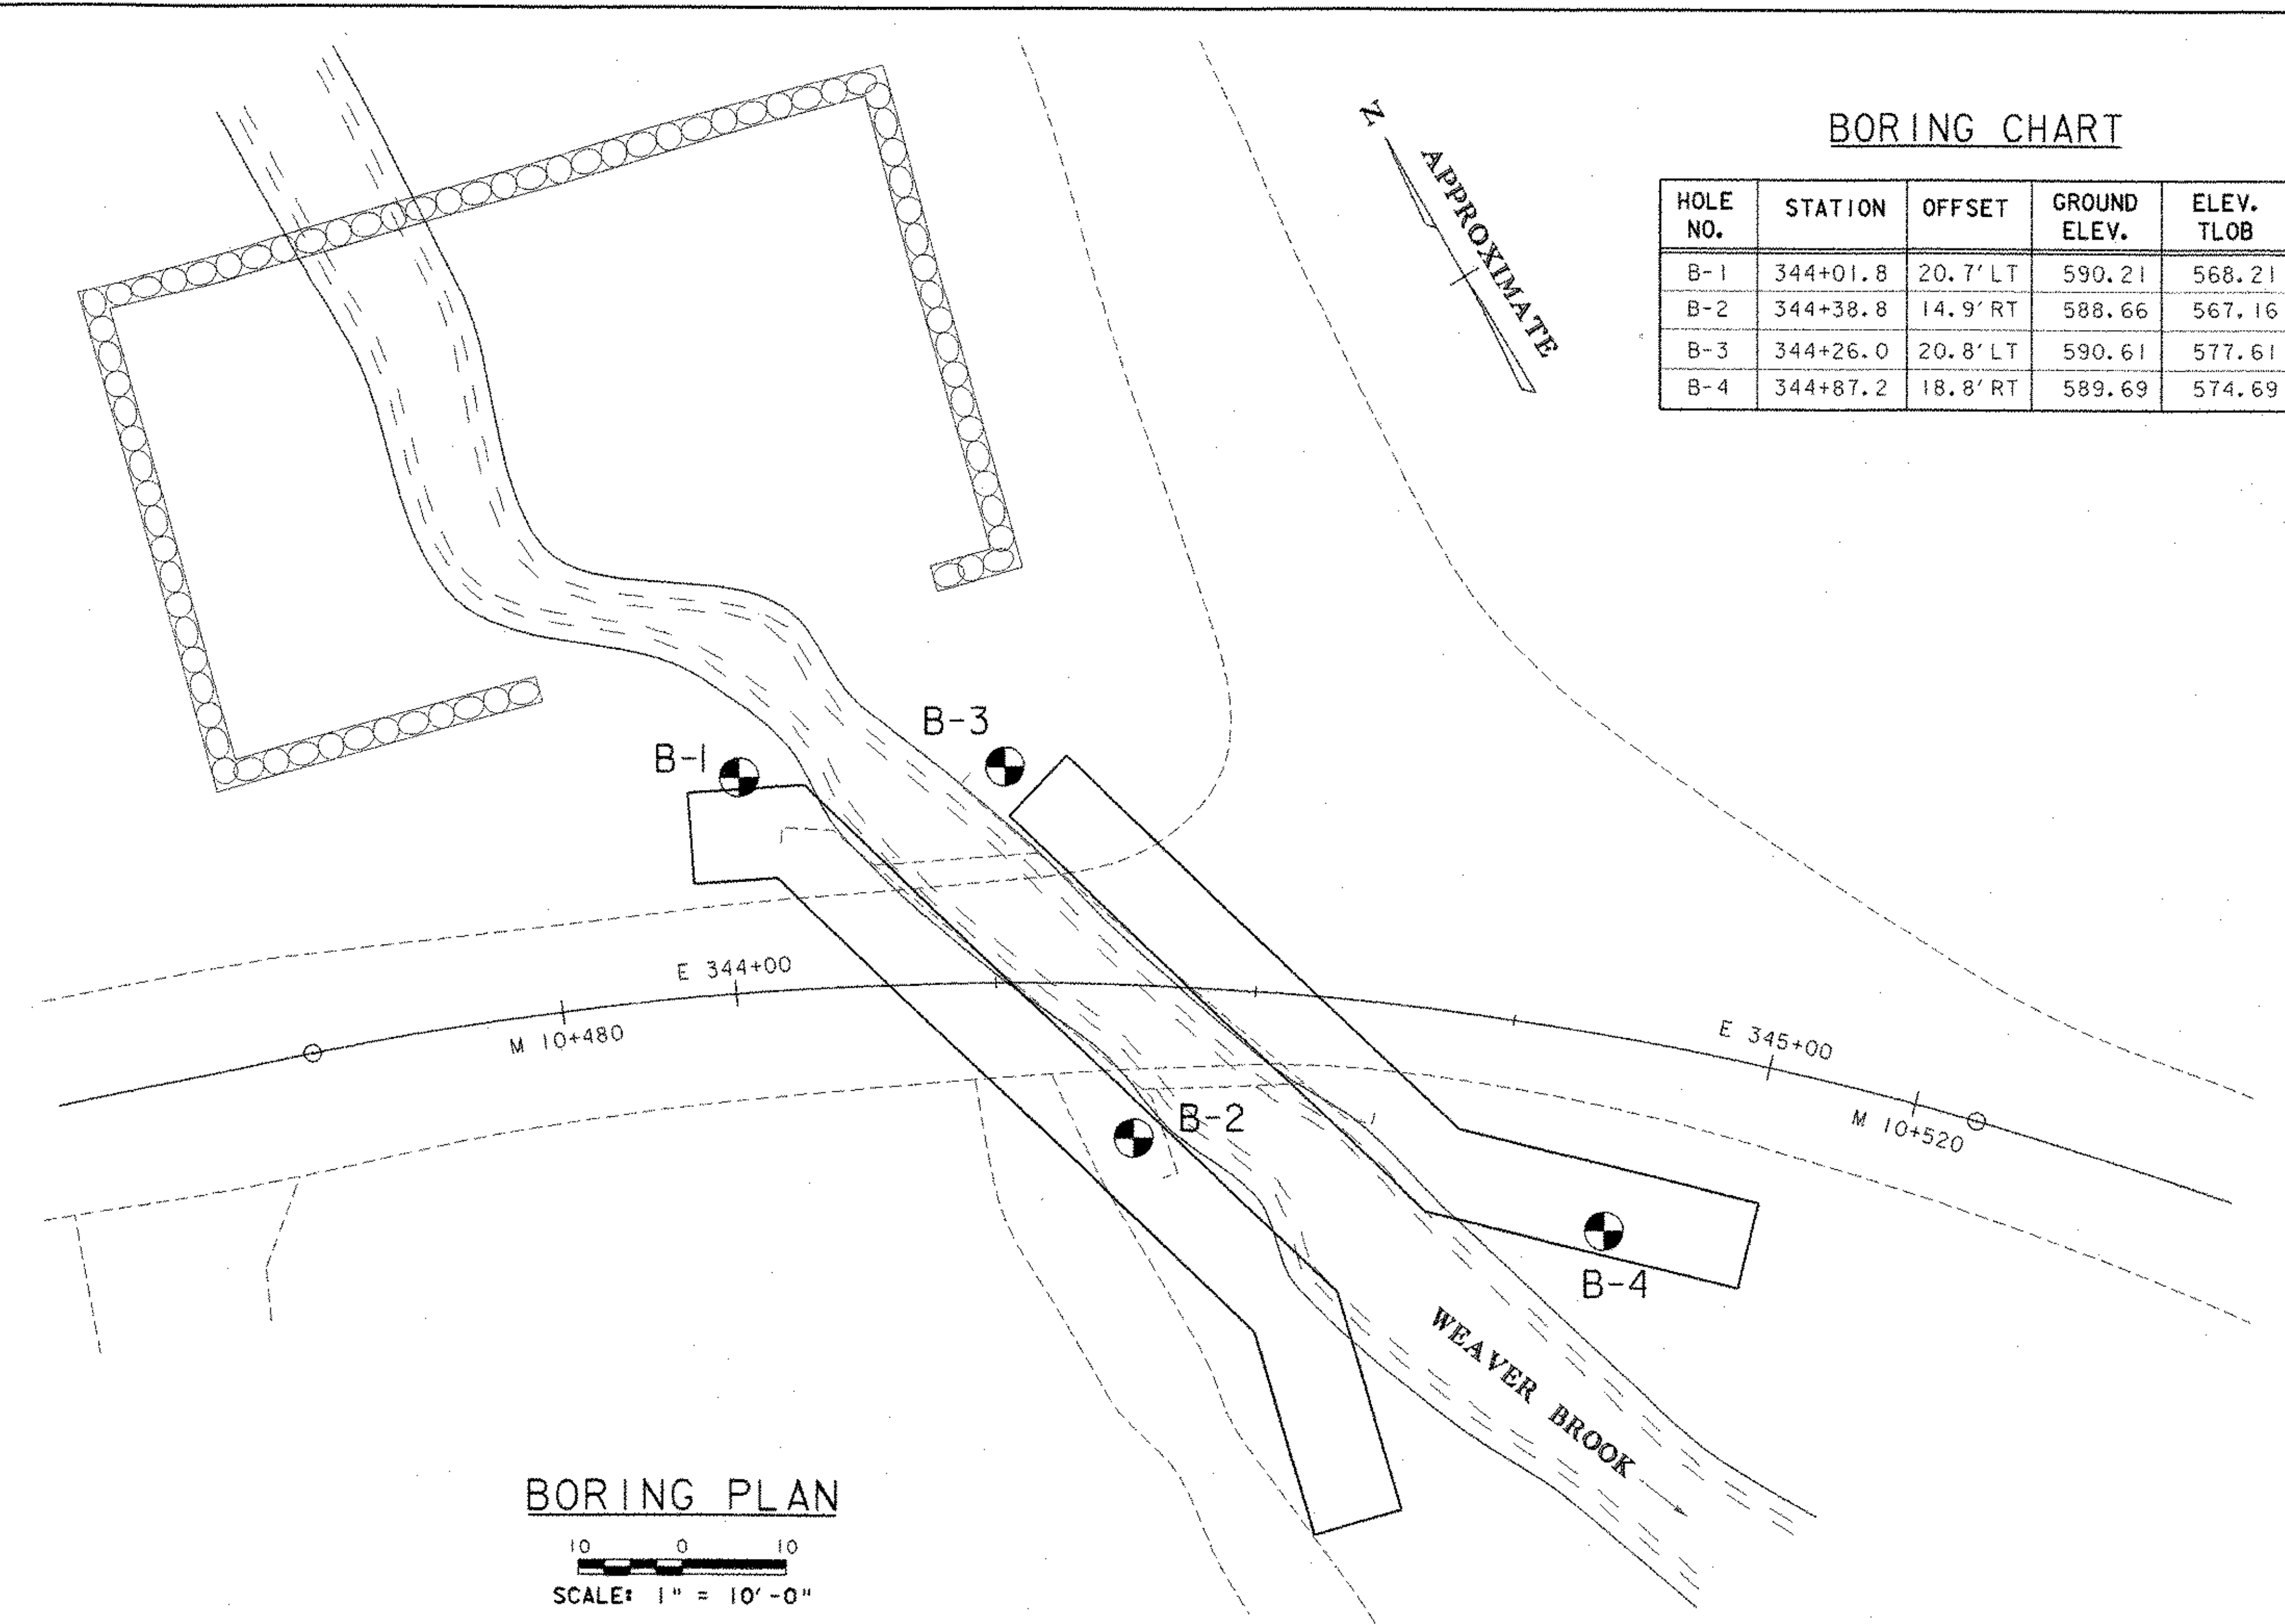 BORING CHART
HOLE NO. STATION OFFSET GROUND ELEV. ELEV. TLOB
B-1 344+01.8 20.7' LT 590.21 568.21
B-2 344+38.8 14.9' RT 588.66 567.16
B-3 344+26.0 20.8' LT 590.61 577.61
B-4 344+87.2 18.8' RT 589.69 574.69
N
APPROXIMATE
B-3
B-1
E 344+00
M 10+480
E 345+00
M 10+520
B-2
B-4
WEAVER BROOK
BORING PLAN
10 0 10
SCALE: 1" = 10'-0"